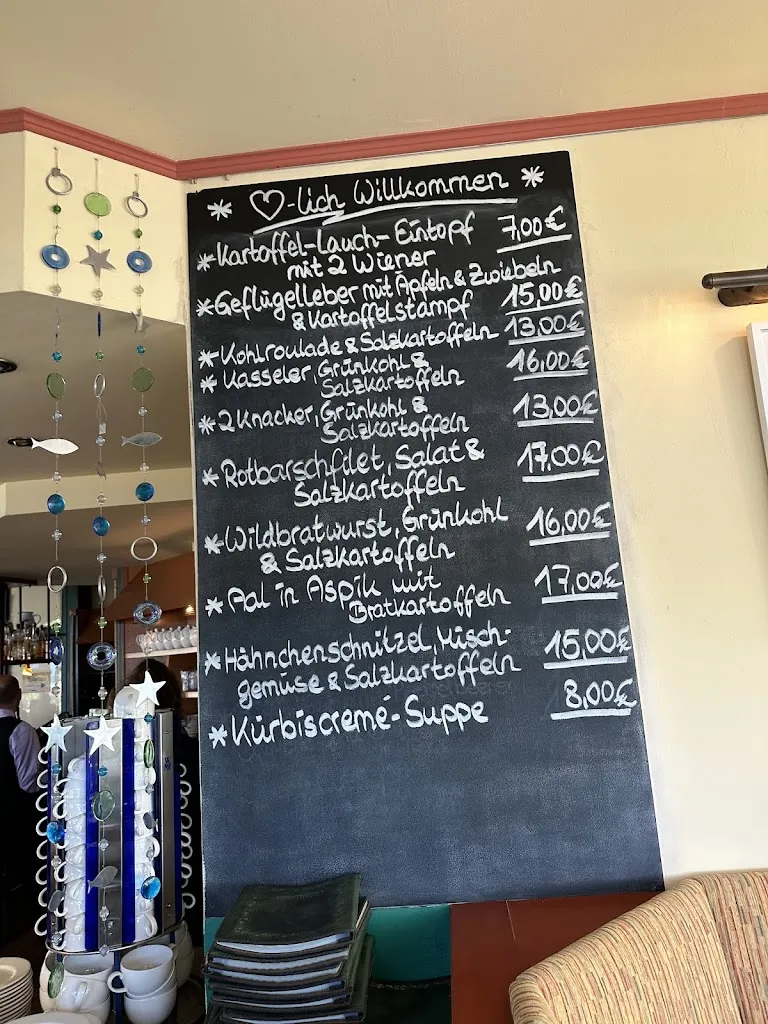 * ♡-lich Willkommen *
* Kartoffel-Lauch-Eintopf 7,00 €
mit 2 Wiener
* Geflügelleber mit Äpfeln & Zwiebeln
& Kartoffelstampf 15,00 €
* Kohlroulade & Salzkartoffeln 13,00 €
* Kasseler, Grünkohl & 16,00 €
Salzkartoffeln
* 2 Knacker, Grünkohl & 13,00 €
Salzkartoffeln
* Rotbarschfilet, Salat & 17,00 €
Salzkartoffeln
* Wildbratwurst, Grünkohl 16,00 €
& Salzkartoffeln
* Aal in Aspik mit 17,00 €
Bratkartoffeln
* Hähnchenschnitzel, Misch- 15,00 €
gemüse & Salzkartoffeln
* Kürbiscreme-Suppe 8,00 €